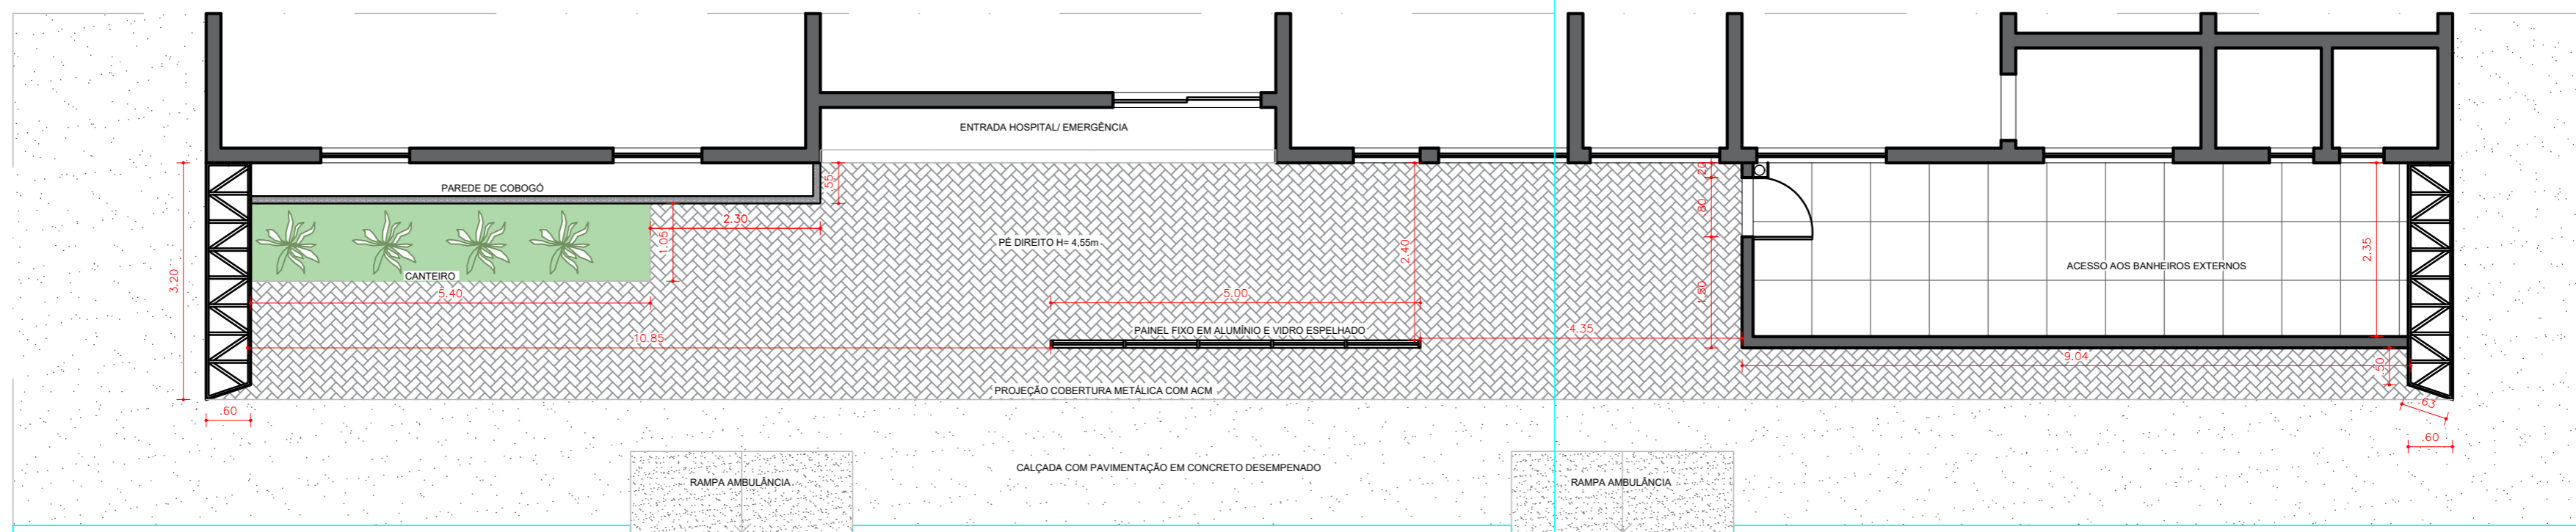 ENTRADA HOSPITAL/ EMERGÊNCIA
PAREDE DE COBOGÓ
.55
.20
2.30
1.05
PÉ DIREITO H= 4,55m
2.40
.80
2.35
ACESSO AOS BANHEIROS EXTERNOS
3.20
CANTEIRO
5.40
5.00
1.50
PAINEL FIXO EM ALUMÍNIO E VIDRO ESPELHADO
4.35
10.85
9.04
.50
PROJEÇÃO COBERTURA METÁLICA COM ACM
.60
.63
.60
CALÇADA COM PAVIMENTAÇÃO EM CONCRETO DESEMPENADO
RAMPA AMBULÂNCIA
RAMPA AMBULÂNCIA